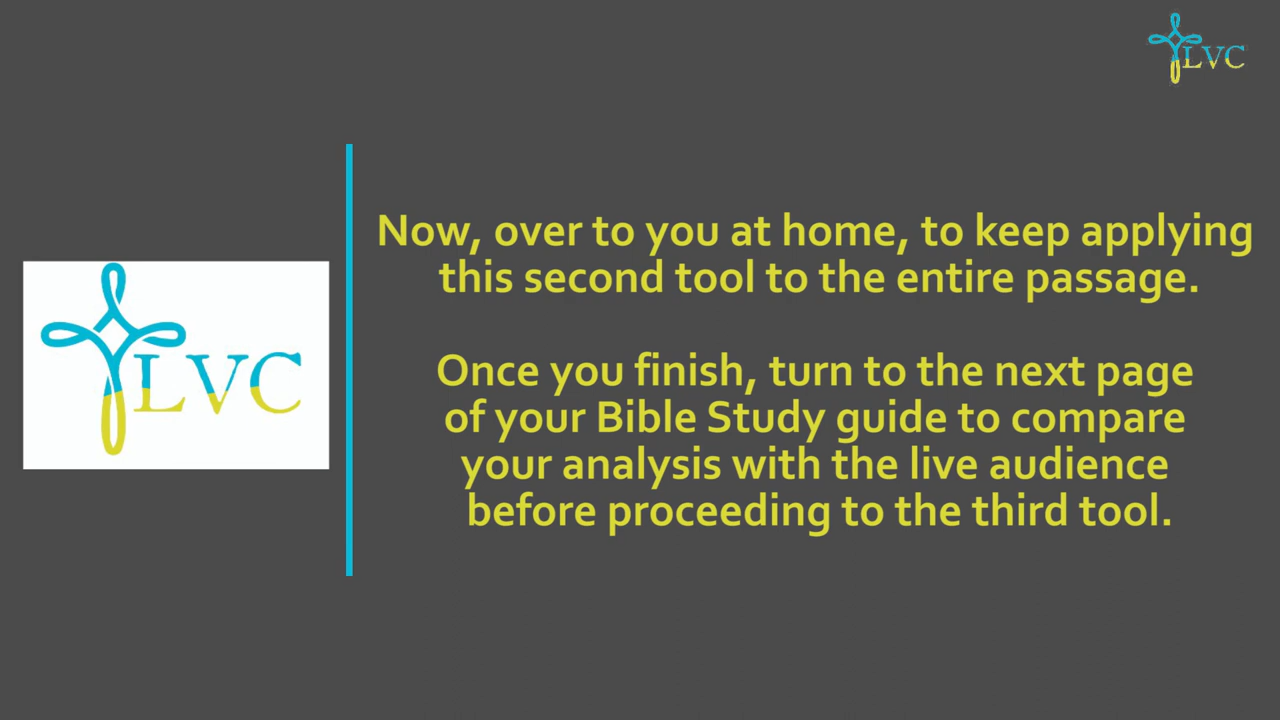 LVC
LVC
Now, over to you at home, to keep applying
this second tool to the entire passage.
Once you finish, turn to the next page
of your Bible Study guide to compare
your analysis with the live audience
before proceeding to the third tool.